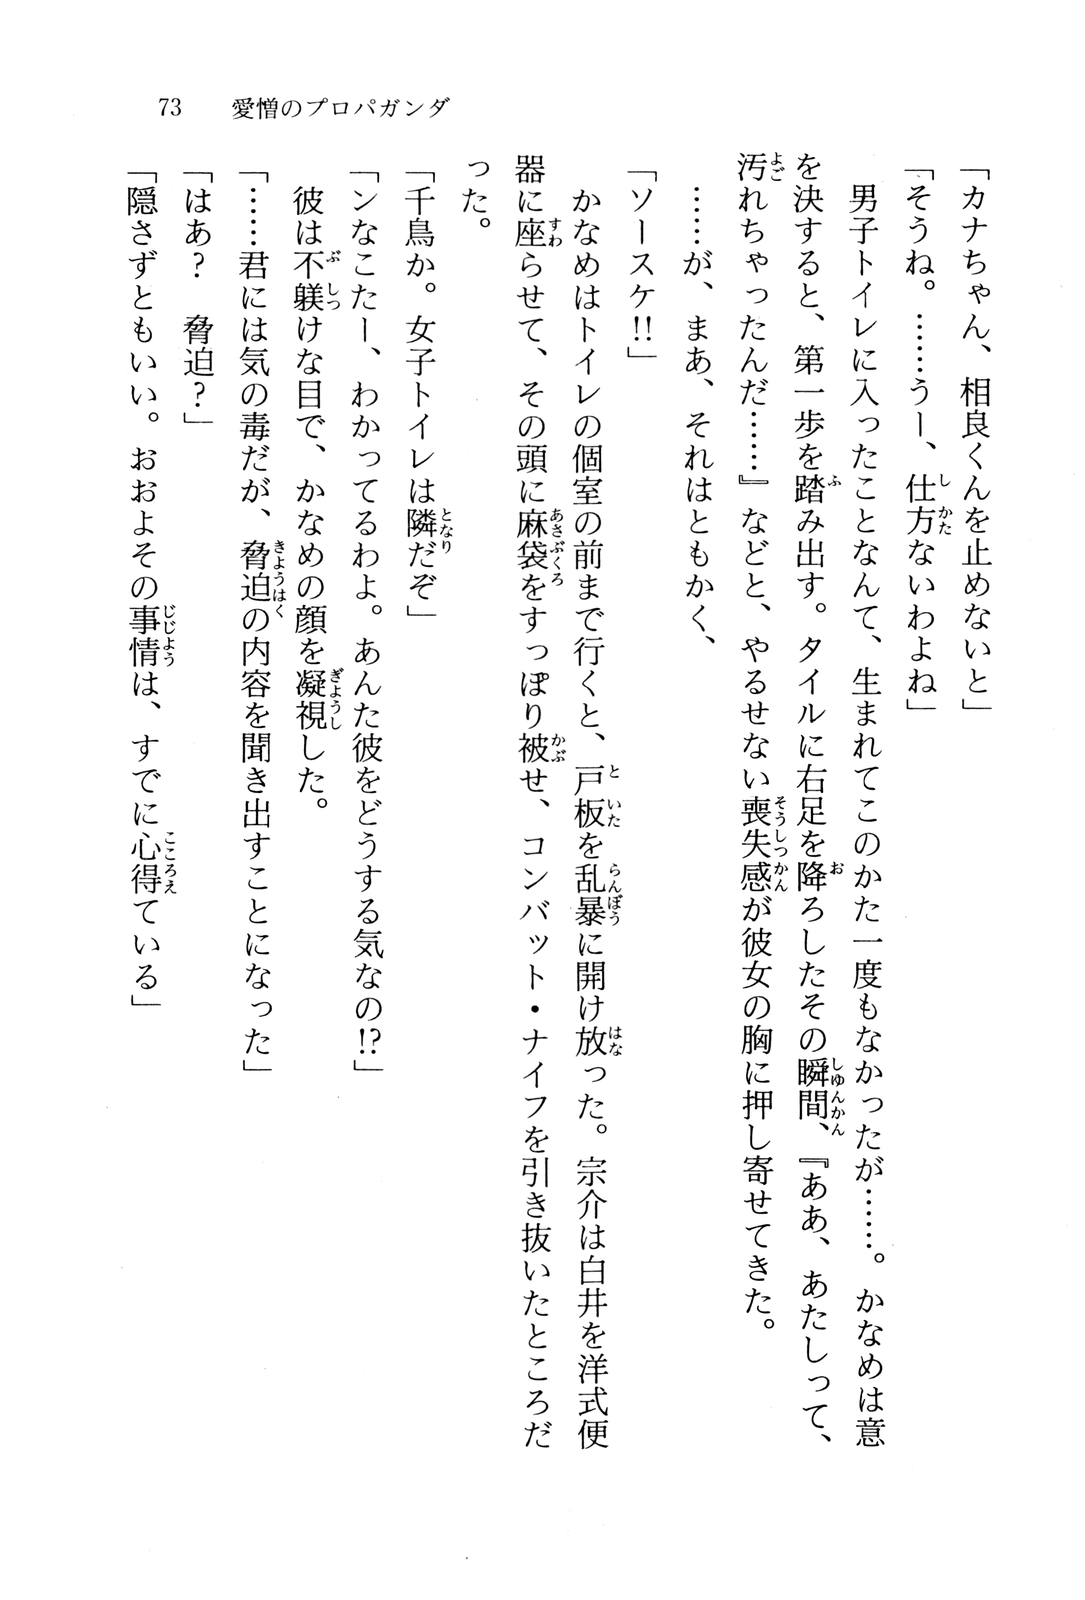 73　愛憎のプロパガンダ
「カナちゃん、相良くんを止めないと」
「そうね。……うー、仕方ないわよね」
　男子トイレに入ったことなんて、生まれてこのかた一度もなかったが……。かなめは意
を決すると、第一歩を踏み出す。タイルに右足を降ろしたその瞬間、『ああ、あたしって、
汚れちゃったんだ……』などと、やるせない喪失感が彼女の胸に押し寄せてきた。
　……が、まあ、それはともかく、
「ソースケ!!」
　かなめはトイレの個室の前まで行くと、戸板を乱暴に開け放った。宗介は白井を洋式便
器に座らせて、その頭に麻袋をすっぽり被せ、コンバット・ナイフを引き抜いたところだ
った。
「千鳥か。女子トイレは隣だぞ」
「ンなこたー、わかってるわよ。あんた彼をどうする気なの!?」
　彼は不躾けな目で、かなめの顔を凝視した。
「……君には気の毒だが、脅迫の内容を聞き出すことになった」
「はあ？　脅迫？」
「隠さずともいい。おおよその事情は、すでに心得ている」